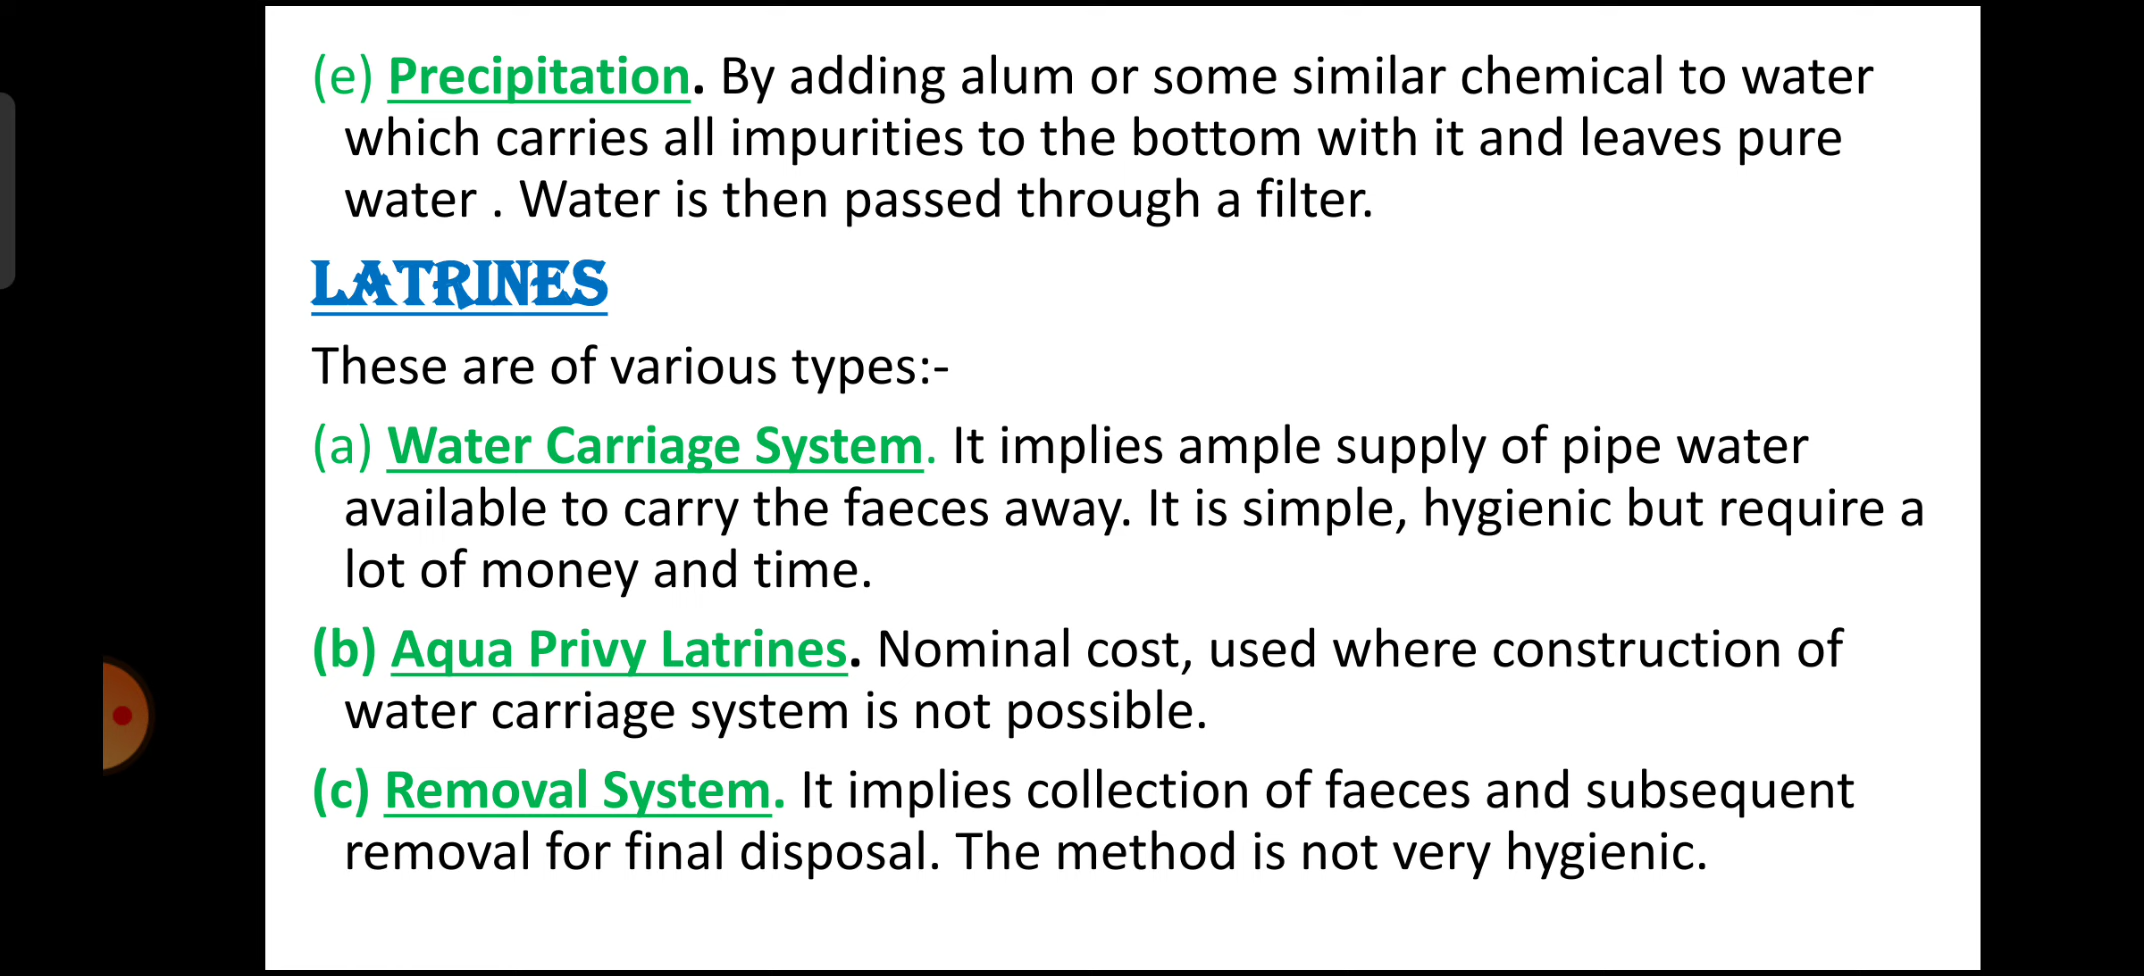 (e) Precipitation. By adding alum or some similar chemical to water
which carries all impurities to the bottom with it and leaves pure
water . Water is then passed through a filter.
LATRINES
These are of various types:-
(a) Water Carriage System. It implies ample supply of pipe water
available to carry the faeces away. It is simple, hygienic but require a
lot of money and time.
(b) Aqua Privy Latrines. Nominal cost, used where construction of
water carriage system is not possible.
(c) Removal System. It implies collection of faeces and subsequent
removal for final disposal. The method is not very hygienic.